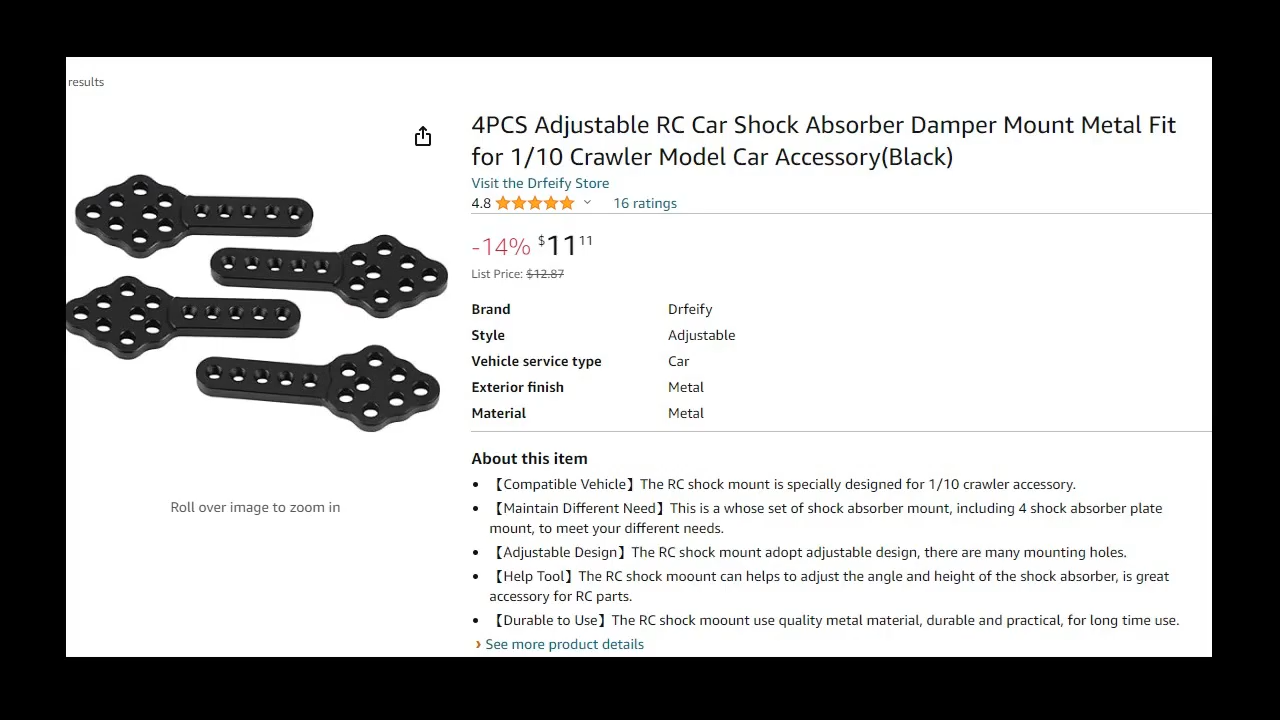 results
4PCS Adjustable RC Car Shock Absorber Damper Mount Metal Fit
for 1/10 Crawler Model Car Accessory(Black)
Visit the Drfeify Store
4.8 16 ratings
-14% $11 11
List Price: $12.87
Brand Drfeify
Style Adjustable
Vehicle service type Car
Exterior finish Metal
Material Metal
About this item
• 【Compatible Vehicle】The RC shock mount is specially designed for 1/10 crawler accessory.
• 【Maintain Different Need】This is a whose set of shock absorber mount, including 4 shock absorber plate
mount, to meet your different needs.
• 【Adjustable Design】The RC shock mount adopt adjustable design, there are many mounting holes.
• 【Help Tool】The RC shock moount can helps to adjust the angle and height of the shock absorber, is great
accessory for RC parts.
• 【Durable to Use】The RC shock moount use quality metal material, durable and practical, for long time use.
› See more product details
Roll over image to zoom in